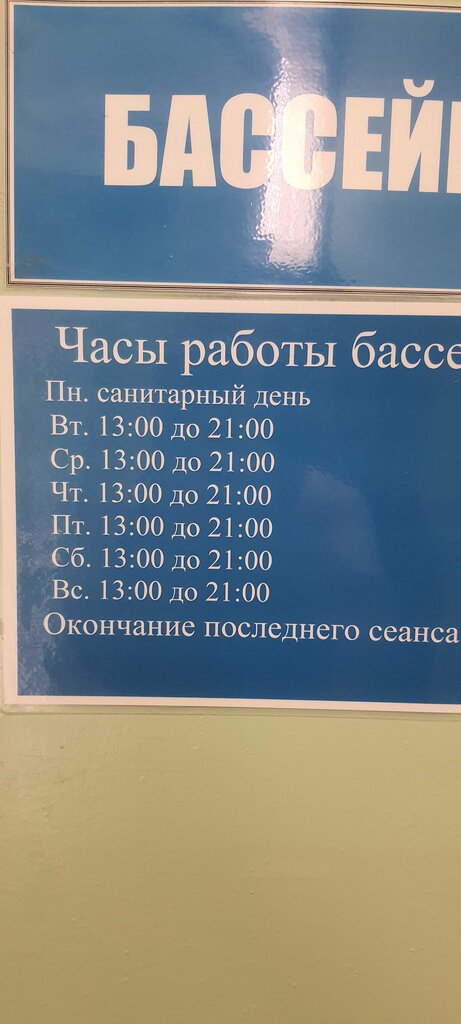 БАССЕЙ
Часы работы бассе
Пн. санитарный день
Вт. 13:00 до 21:00
Ср. 13:00 до 21:00
Чт. 13:00 до 21:00
Пт. 13:00 до 21:00
Сб. 13:00 до 21:00
Вс. 13:00 до 21:00
Окончание последнего сеанса